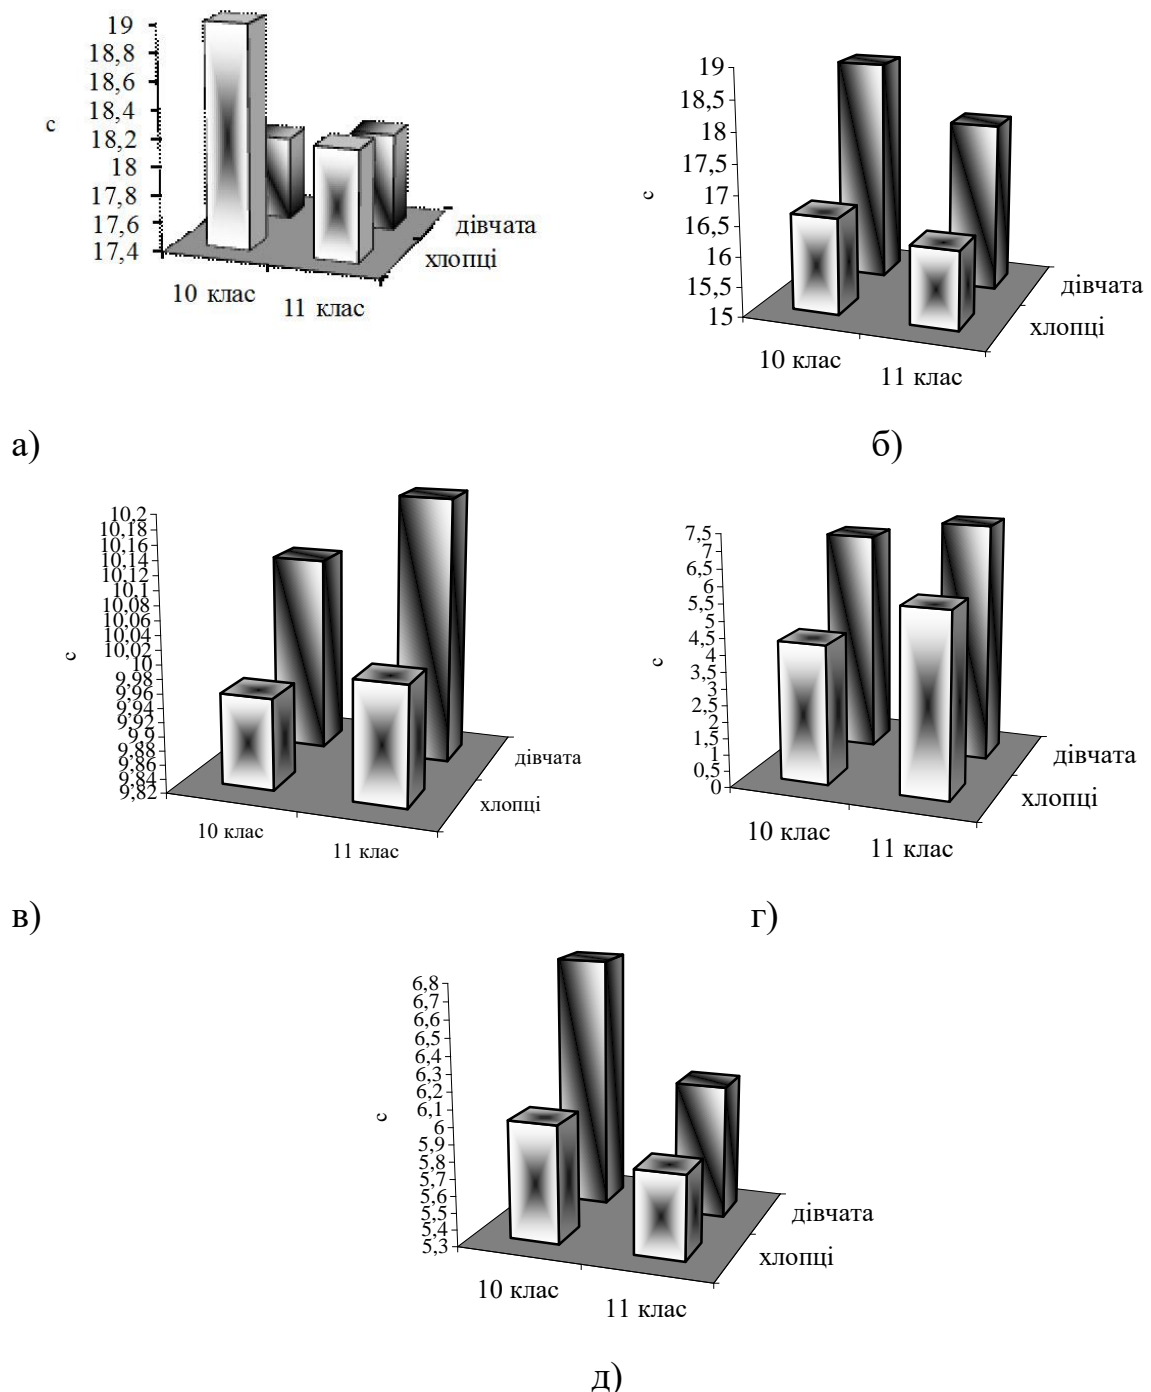 19
18,8
18,6
18,4
18,2
18
17,8
17,6
17,4
с
дівчата
хлопці
10 клас
11 клас
а)
19
18,5
18
17,5
17
16,5
16
15,5
15
с
дівчата
хлопці
10 клас
11 клас
б)
10,2
10,18
10,16
10,14
10,12
10,1
10,08
10,06
10,04
10,02
10
9,98
9,96
9,94
9,92
9,9
9,88
9,86
9,84
9,82
с
дівчата
хлопці
10 клас
11 клас
в)
7,5
7
6,5
6
5,5
5
4,5
4
3,5
3
2,5
2
1,5
1
0,5
0
с
дівчата
хлопці
10 клас
11 клас
г)
6,8
6,7
6,6
6,5
6,4
6,3
6,2
6,1
6
5,9
5,8
5,7
5,6
5,5
5,4
5,3
с
дівчата
хлопці
10 клас
11 клас
д)